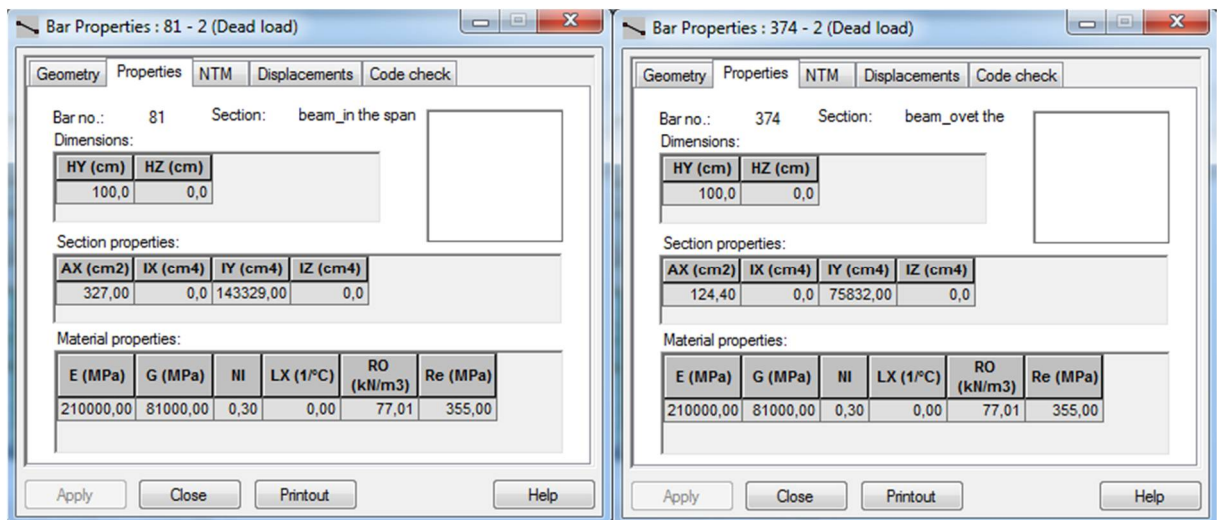 Bar Properties : 81 - 2 (Dead load)
Geometry Properties NTM Displacements Code check
Bar no.: 81 Section: beam_in the span
Dimensions:
HY (cm) HZ (cm)
100,0 0,0
Section properties:
AX (cm2) IX (cm4) IY (cm4) IZ (cm4)
327,00 0,0 143329,00 0,0
Material properties:
E (MPa) G (MPa) NI LX (1/°C) RO (kN/m3) Re (MPa)
210000,00 81000,00 0,30 0,00 77,01 355,00
Apply Close Printout Help
Bar Properties : 374 - 2 (Dead load)
Geometry Properties NTM Displacements Code check
Bar no.: 374 Section: beam_ovet the
Dimensions:
HY (cm) HZ (cm)
100,0 0,0
Section properties:
AX (cm2) IX (cm4) IY (cm4) IZ (cm4)
124,40 0,0 75832,00 0,0
Material properties:
E (MPa) G (MPa) NI LX (1/°C) RO (kN/m3) Re (MPa)
210000,00 81000,00 0,30 0,00 77,01 355,00
Apply Close Printout Help